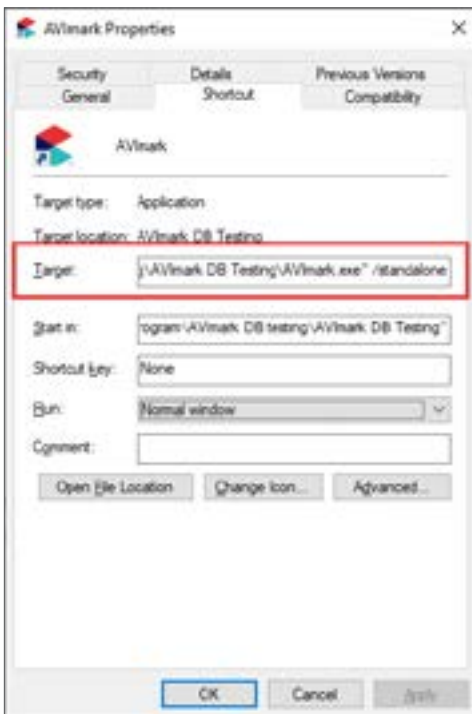 AVImark Properties
Security Details Previous Versions
General Shortcut Compatibility
AVImark
Target type: Application
Target location: AVImark DB Testing
Target: \AVImark DB Testing\AVImark.exe" /standalone
Start in: rogram\AVImark DB testing\AVImark DB Testing"
Shortcut key: None
Run: Normal window
Comment:
Open File Location Change Icon... Advanced...
OK Cancel Apply